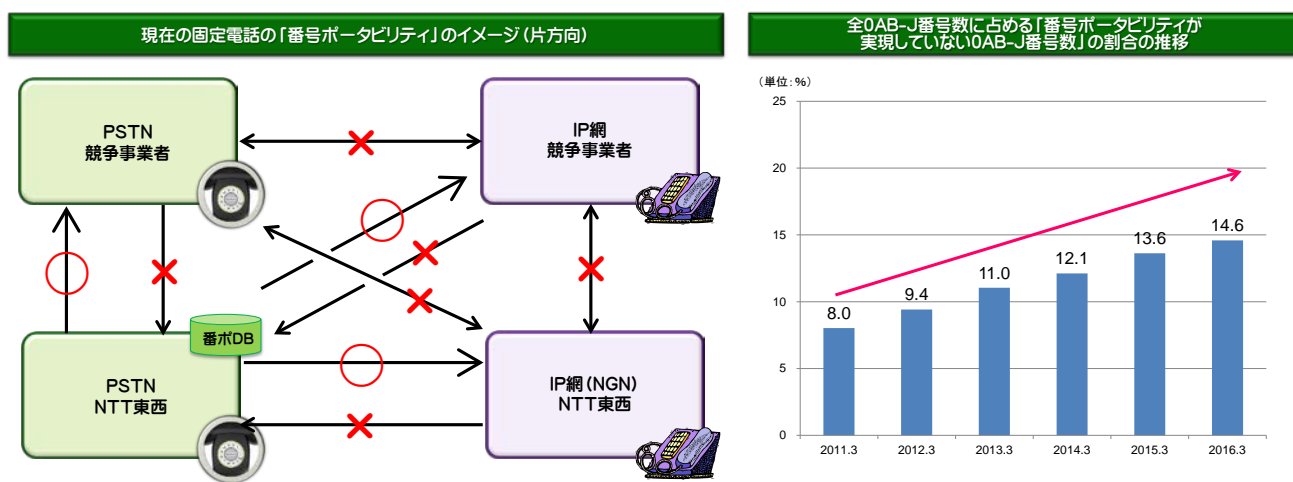 現在の固定電話の「番号ポータビリティ」のイメージ(片方向)
PSTN
競争事業者
IP網
競争事業者
番ポDB
PSTN
NTT東西
IP網(NGN)
NTT東西
全0AB-J番号数に占める「番号ポータビリティが
実現していない0AB-J番号数」の割合の推移
(単位:%)
25
20
15
10
5
0
8.0
9.4
11.0
12.1
13.6
14.6
2011.3
2012.3
2013.3
2014.3
2015.3
2016.3